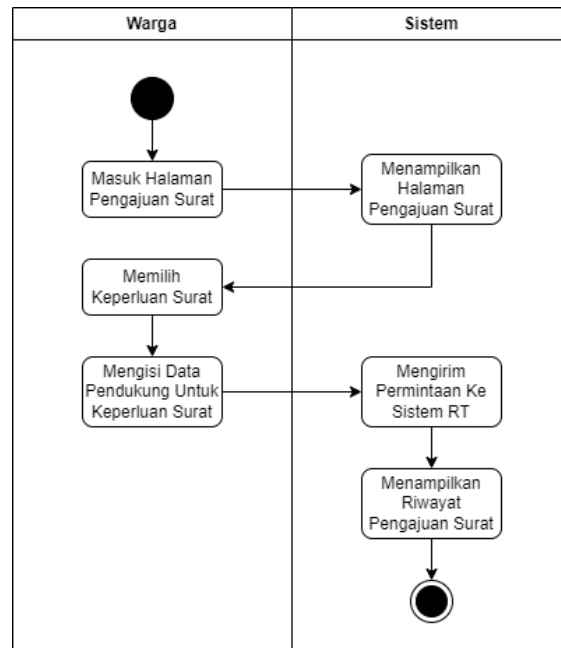 Warga
Sistem
Masuk Halaman
Pengajuan Surat
Menampilkan
Halaman
Pengajuan Surat
Memilih
Keperluan Surat
Mengisi Data
Pendukung Untuk
Keperluan Surat
Mengirim
Permintaan Ke
Sistem RT
Menampilkan
Riwayat
Pengajuan Surat